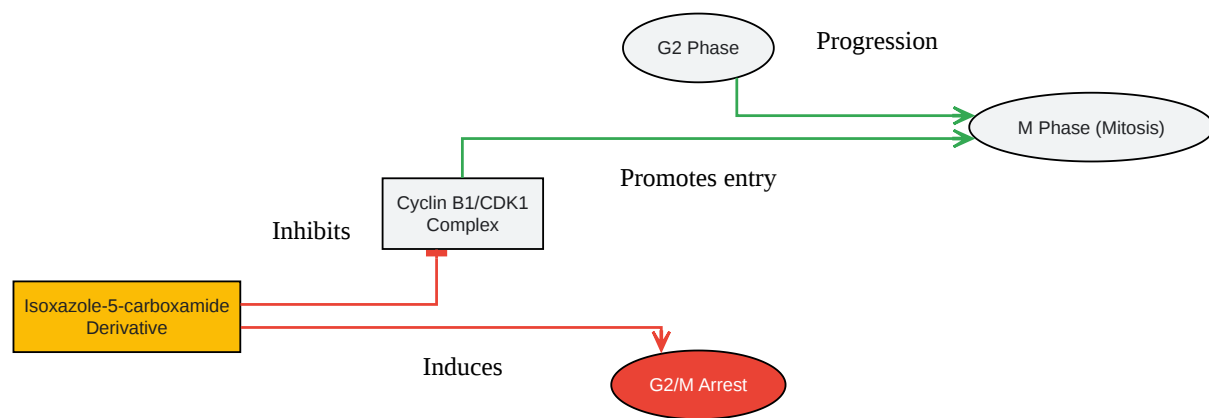 G2 Phase
Progression
M Phase (Mitosis)
Promotes entry
Cyclin B1/CDK1
Complex
Inhibits
Isoxazole-5-carboxamide
Derivative
Induces
G2/M Arrest